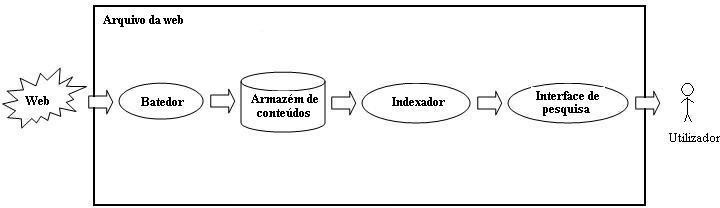 Arquivo da web
Web
Batedor
Armazém de
conteúdos
Indexador
Interface de
pesquisa
Utilizador